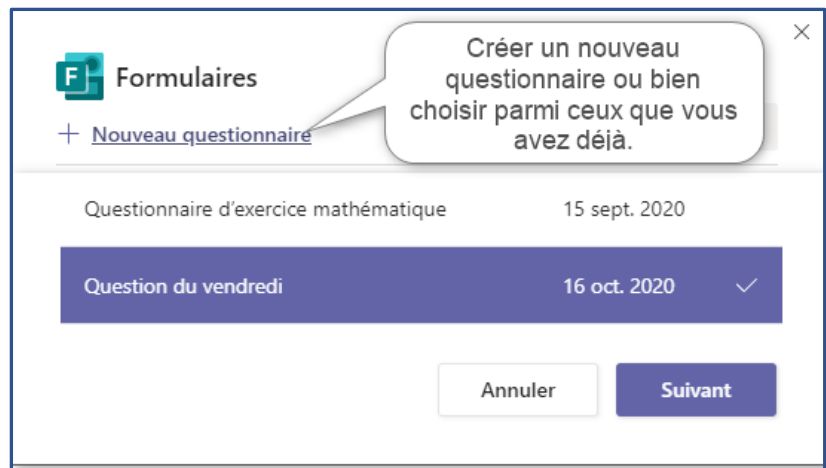 F
Formulaires
+ Nouveau questionnaire
Créer un nouveau
questionnaire ou bien
choisir parmi ceux que vous
avez déjà.
Questionnaire d'exercice mathématique 15 sept. 2020
Question du vendredi 16 oct. 2020
Annuler Suivant